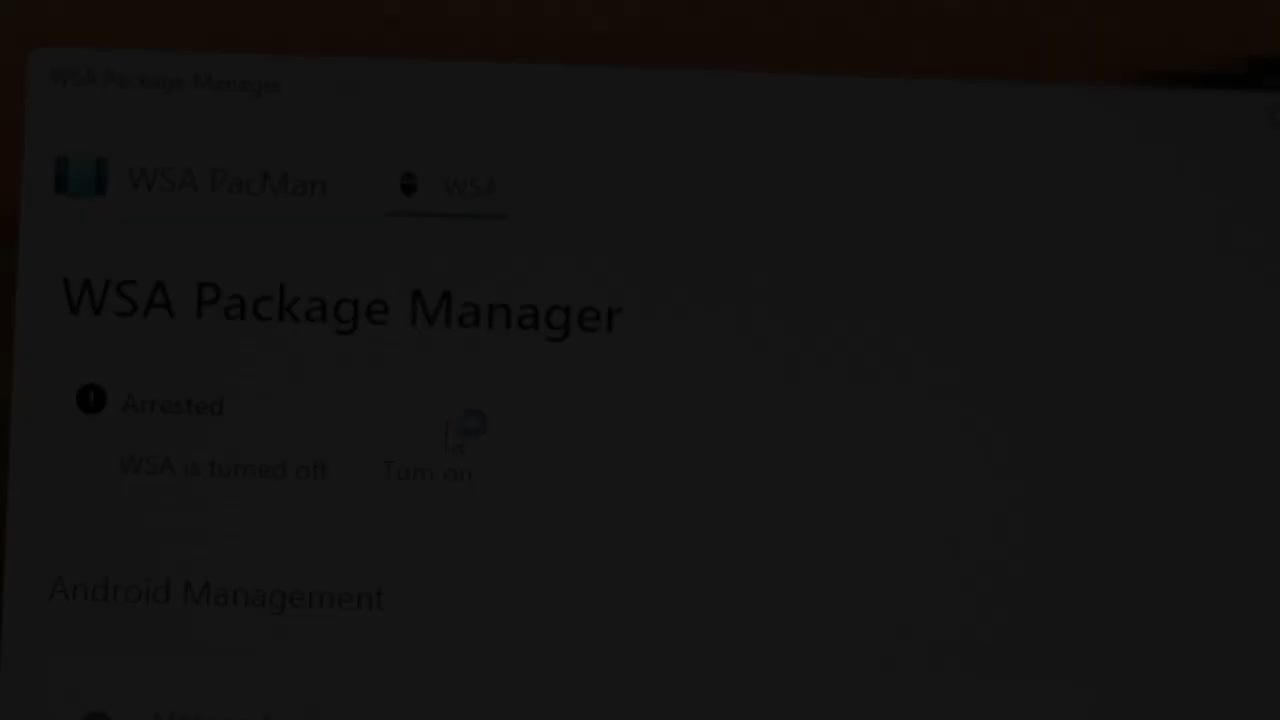 WSA Package Manager
WSA PacMan
WSA
WSA Package Manager
Arrested
WSA is turned off
Turn on
Android Management